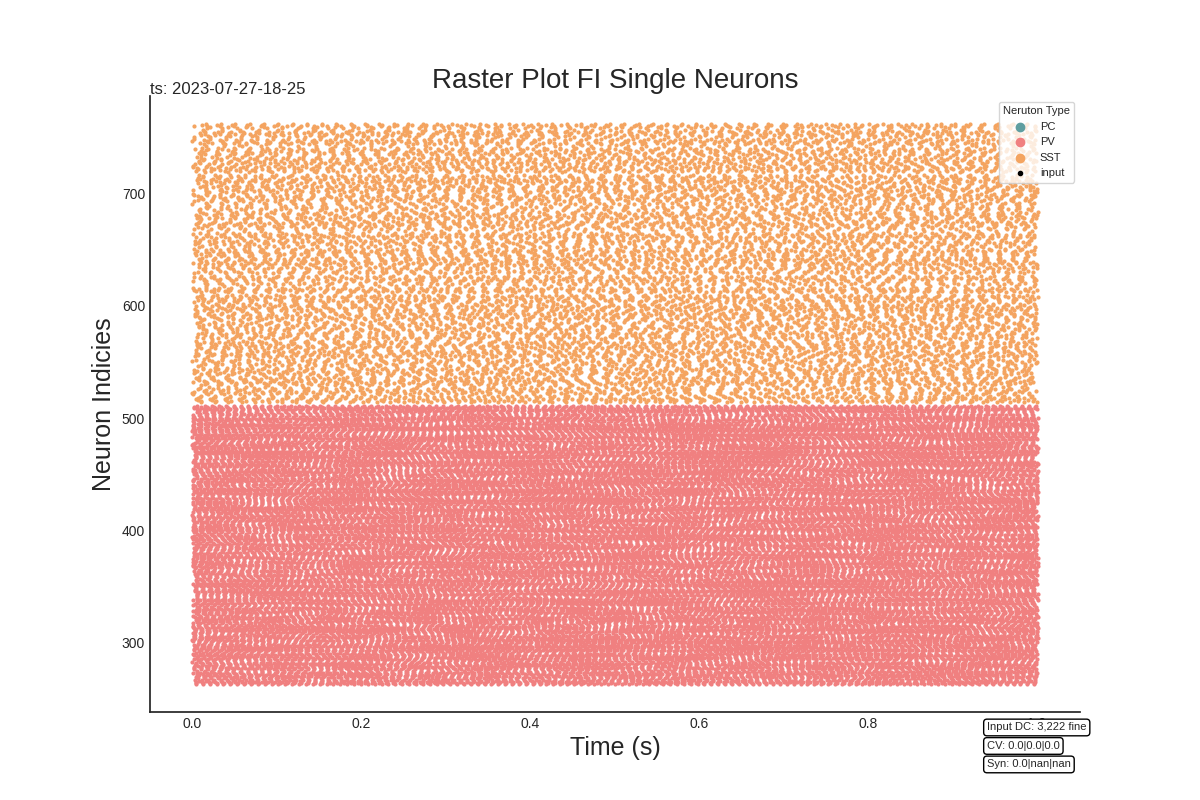 Raster Plot FI Single Neurons
ts: 2023-07-27-18-25
Neruton Type
PC
PV
SST
input
700
600
500
400
300
Neuron Indicies
0.0
0.2
0.4
0.6
0.8
Time (s)
Input DC: 3,222 fine
CV: 0.0|0.0|0.0
Syn: 0.0|nan|nan